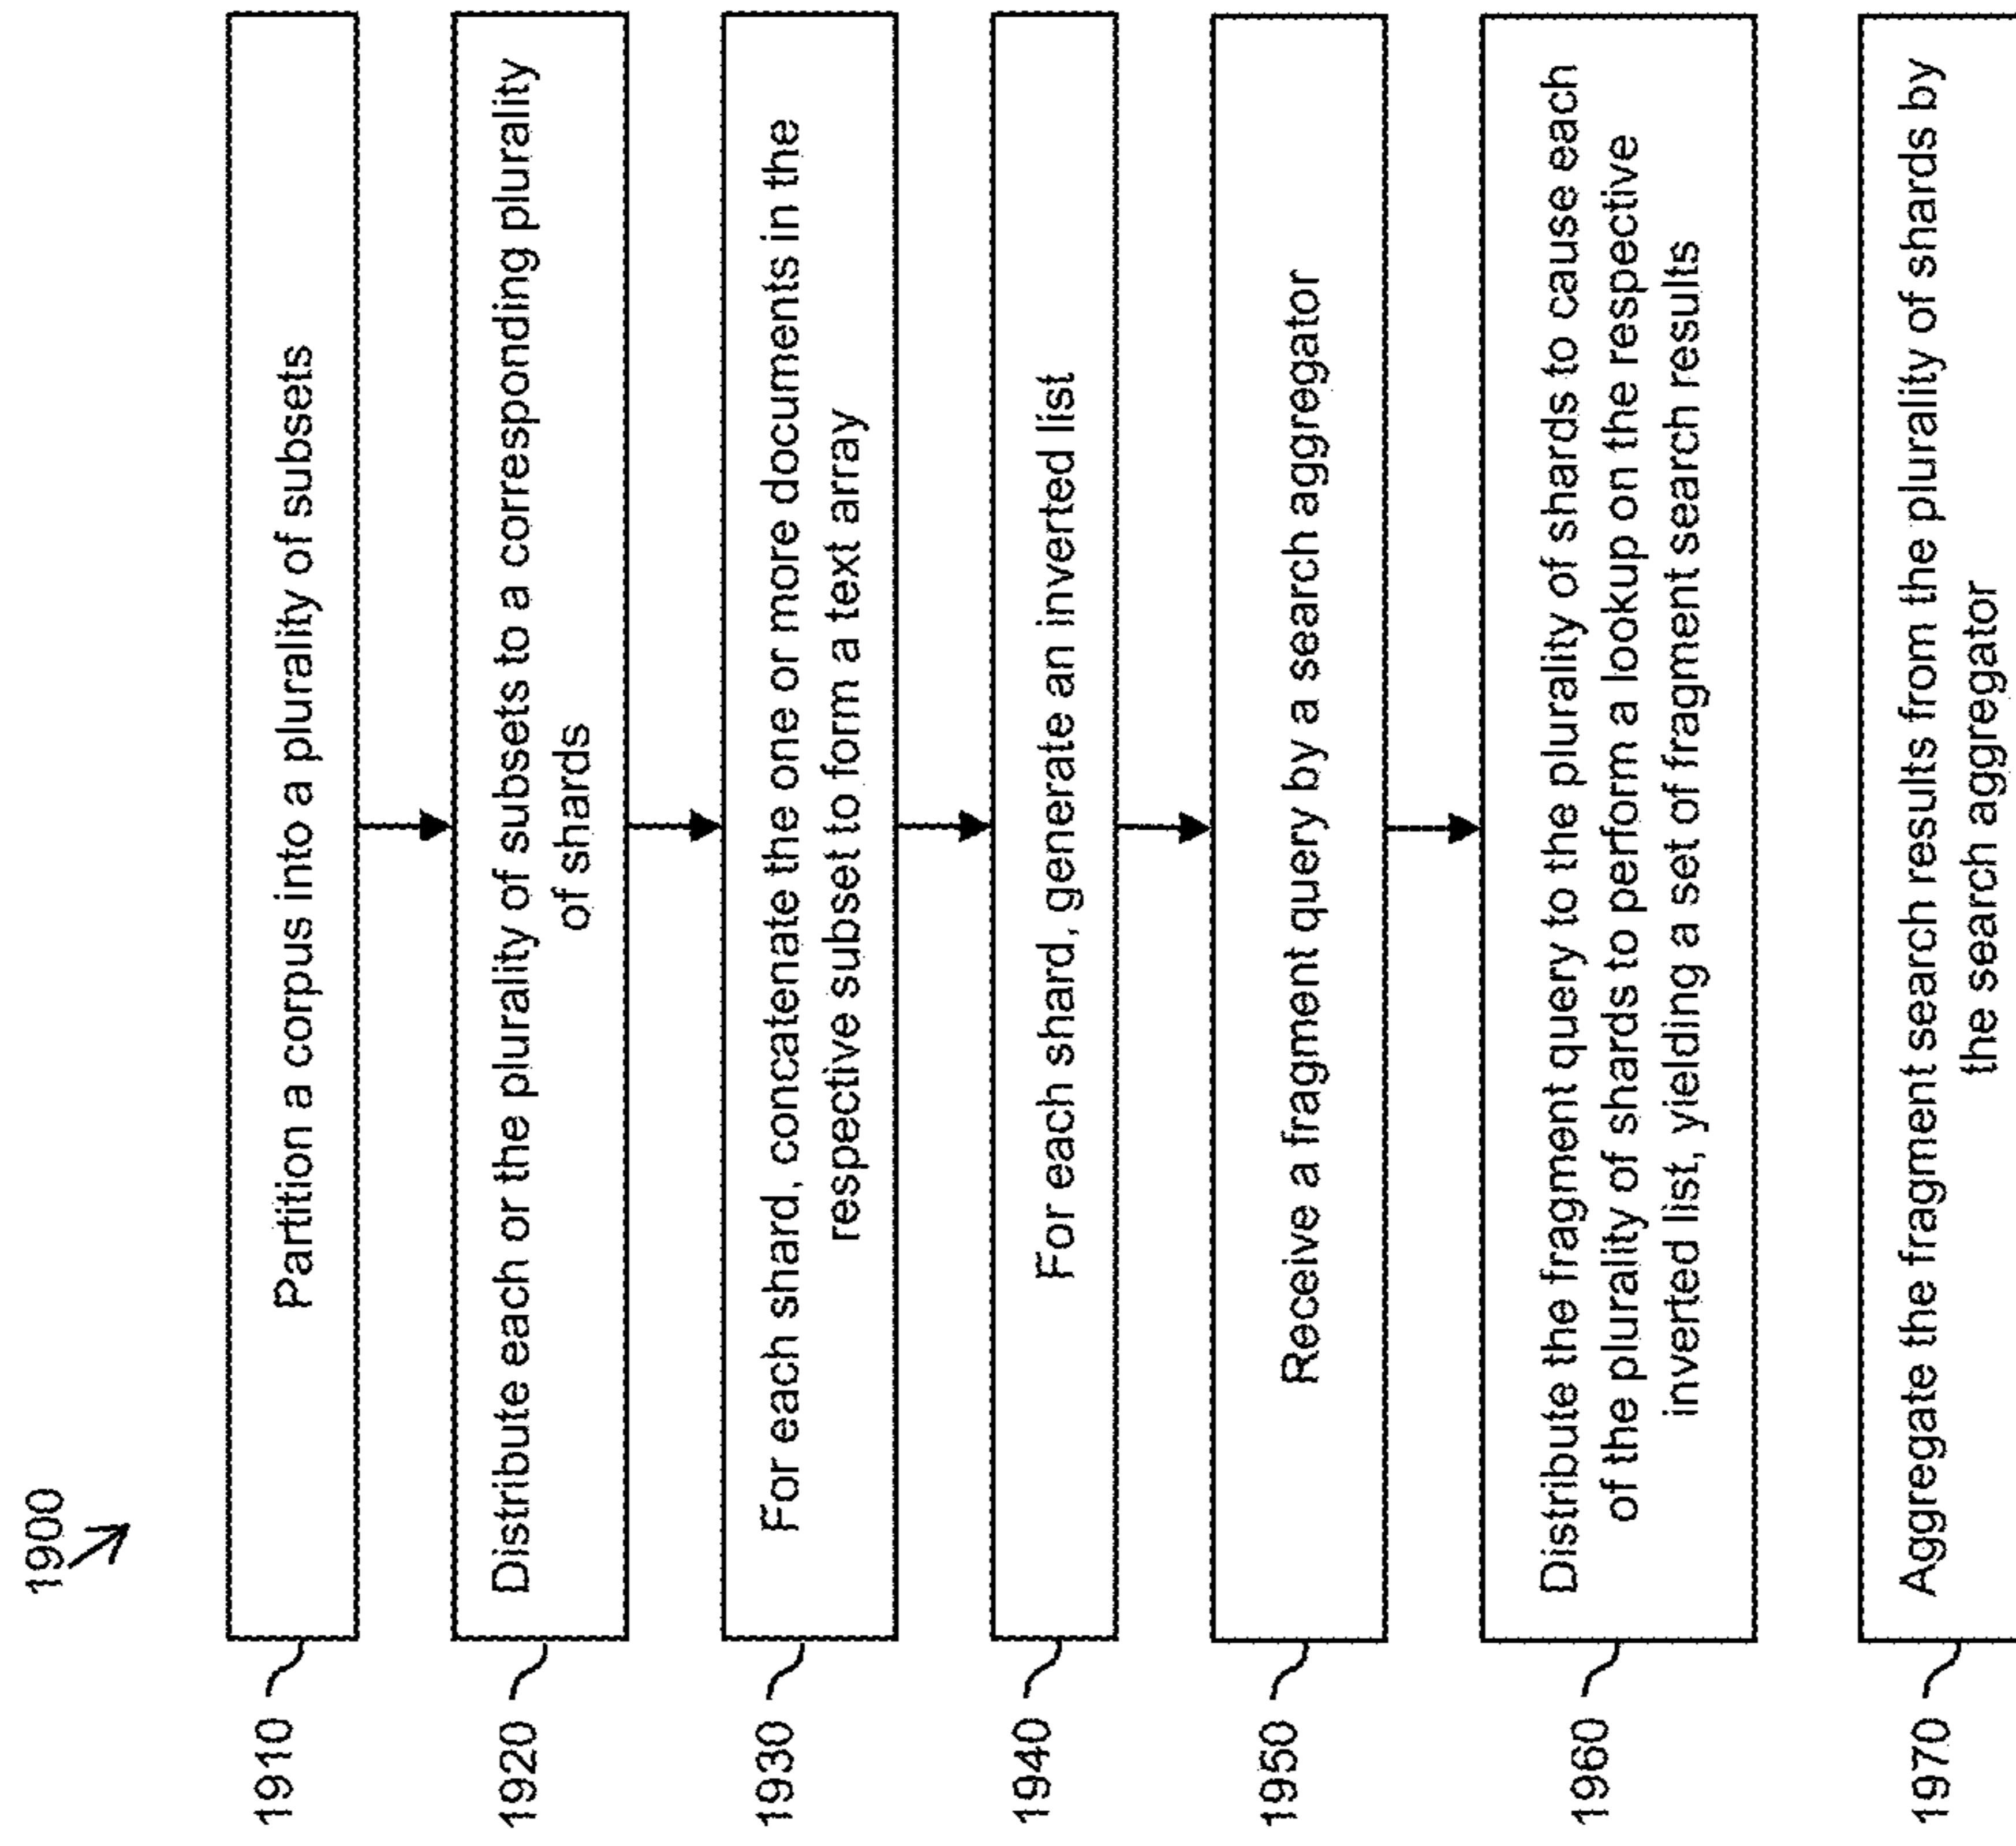 1900
1910
Partition a corpus into a plurality of subsets
1920
Distribute each or the plurality of subsets to a corresponding plurality
of shards
1930
For each shard, concatenate the one or more documents in the
respective subset to form a text array
1940
For each shard, generate an inverted list
1950
Receive a fragment query by a search aggregator
1960
Distribute the fragment query to the plurality of shards to cause each
of the plurality of shards to perform a lookup on the respective
inverted list, yielding a set of fragment search results
1970
Aggregate the fragment search results from the plurality of shards by
the search aggregator